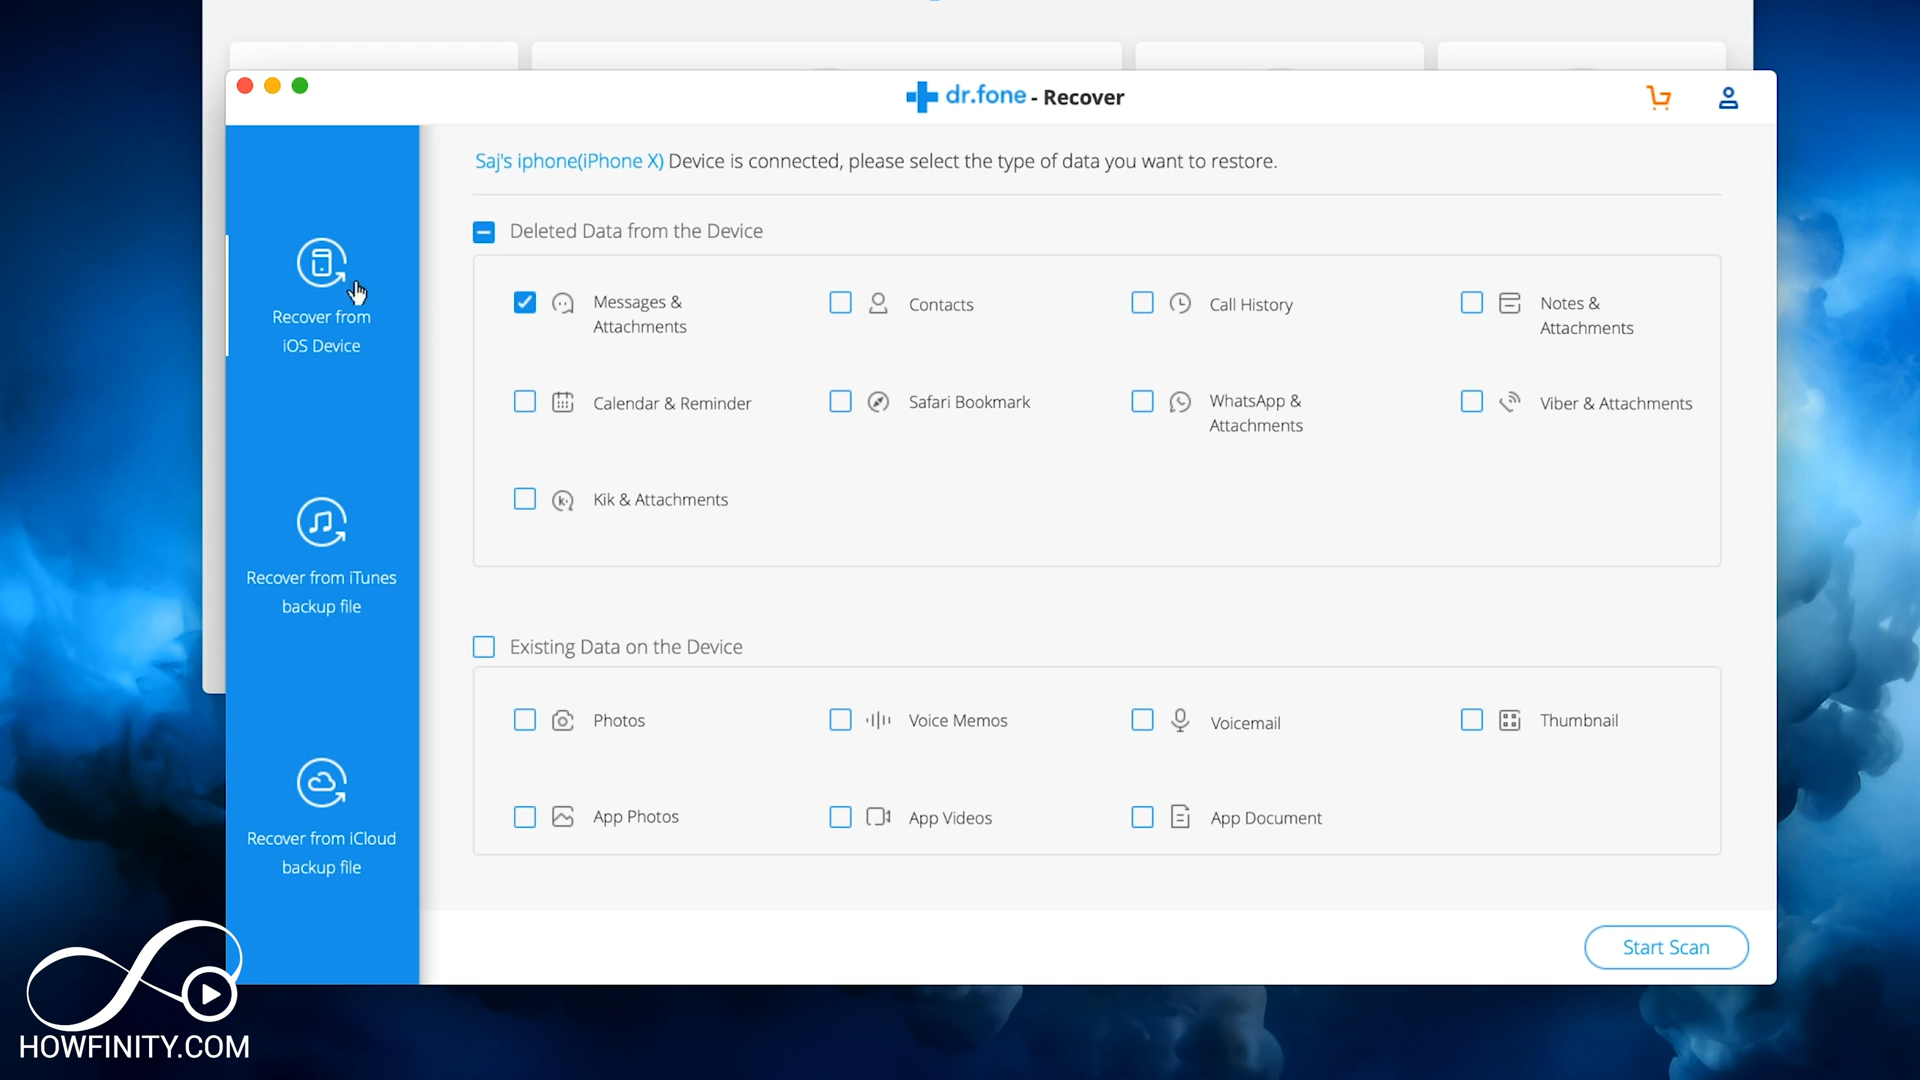 dr.fone - Recover
Saj's iphone(iPhone X) Device is connected, please select the type of data you want to restore.
Deleted Data from the Device
Messages &
Attachments
Contacts
Call History
Notes &
Attachments
Calendar & Reminder
Safari Bookmark
WhatsApp &
Attachments
Viber & Attachments
Kik & Attachments
Existing Data on the Device
Photos
Voice Memos
Voicemail
Thumbnail
App Photos
App Videos
App Document
Start Scan
Recover from
iOS Device
Recover from iTunes
backup file
Recover from iCloud
backup file
HOWFINITY.COM